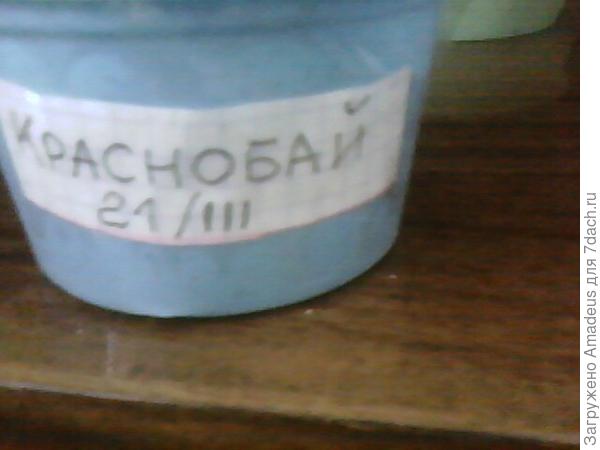 КРАСНОБАЙ
21/III
Загружено Amadeus для 7dach.ru